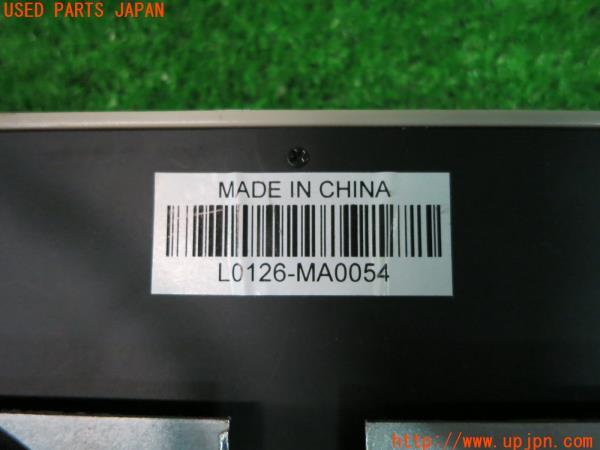 USED PARTS JAPAN
MADE IN CHINA
L0126-MA0054
http://www.upjpn.com